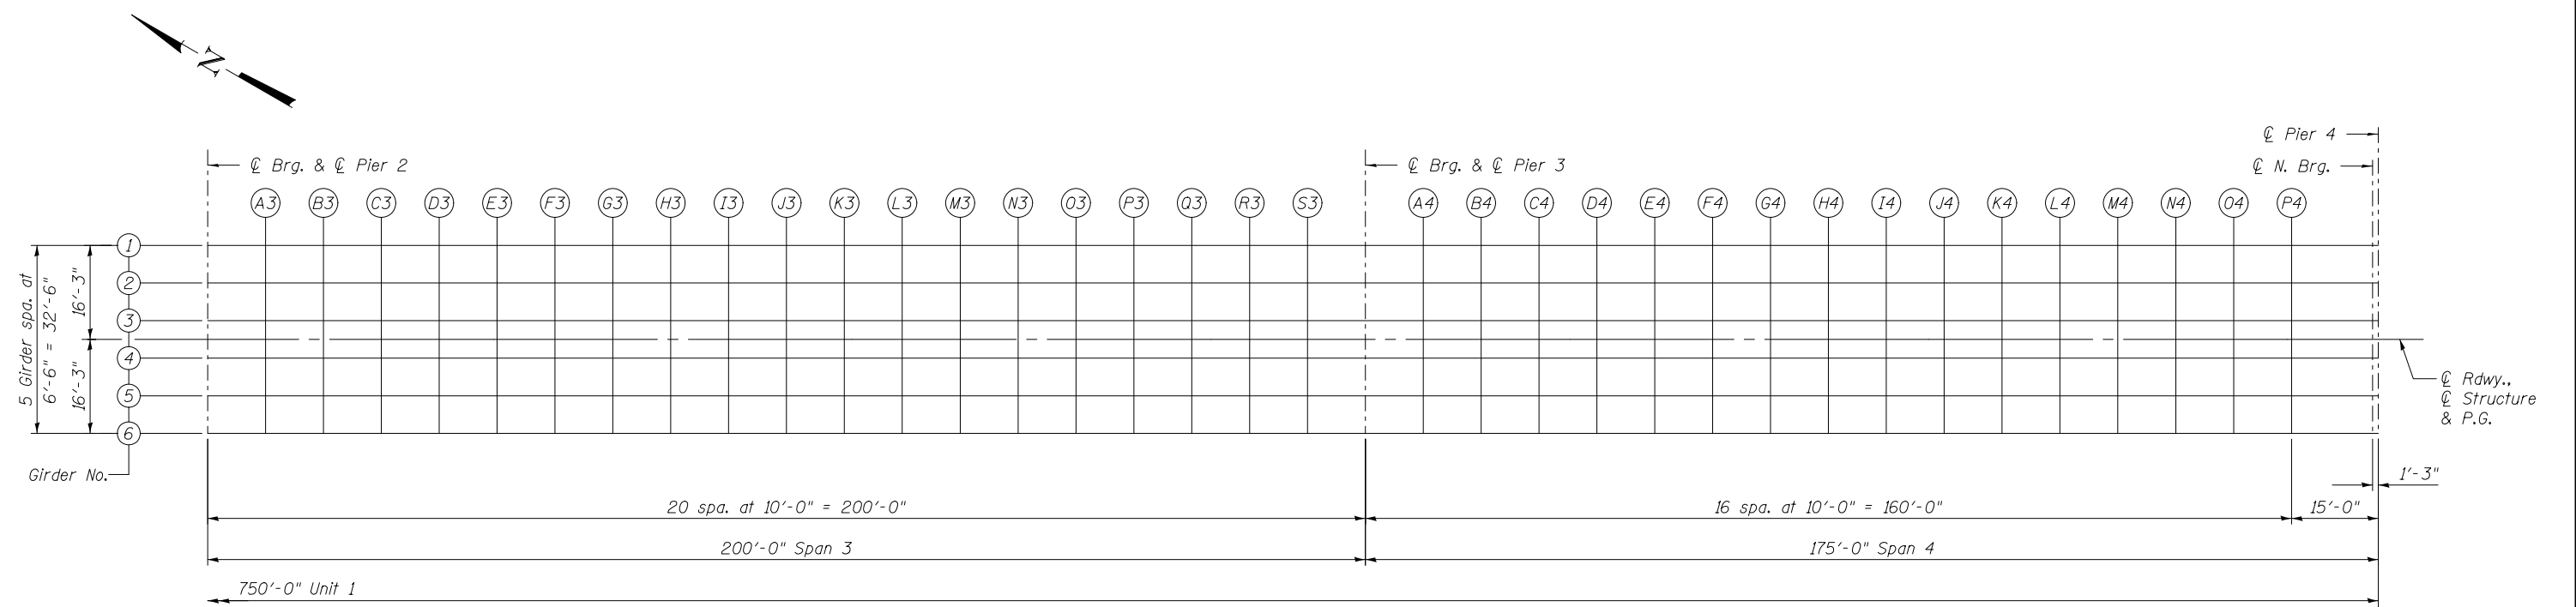 N
℄ Pier 4
℄ Brg. & ℄ Pier 2
℄ Brg. & ℄ Pier 3
℄ N. Brg.
A3 B3 C3 D3 E3 F3 G3 H3 I3 J3 K3 L3 M3 N3 O3 P3 Q3 R3 S3 A4 B4 C4 D4 E4 F4 G4 H4 I4 J4 K4 L4 M4 N4 O4 P4
5 Girder spa. at
6'-6" = 32'-6"
16'-3"
16'-3"
1
2
3
4
5
6
Girder No.
℄ Rdwy.,
℄ Structure
& P.G.
1'-3"
20 spa. at 10'-0" = 200'-0"
16 spa. at 10'-0" = 160'-0"
15'-0"
200'-0" Span 3
175'-0" Span 4
750'-0" Unit 1